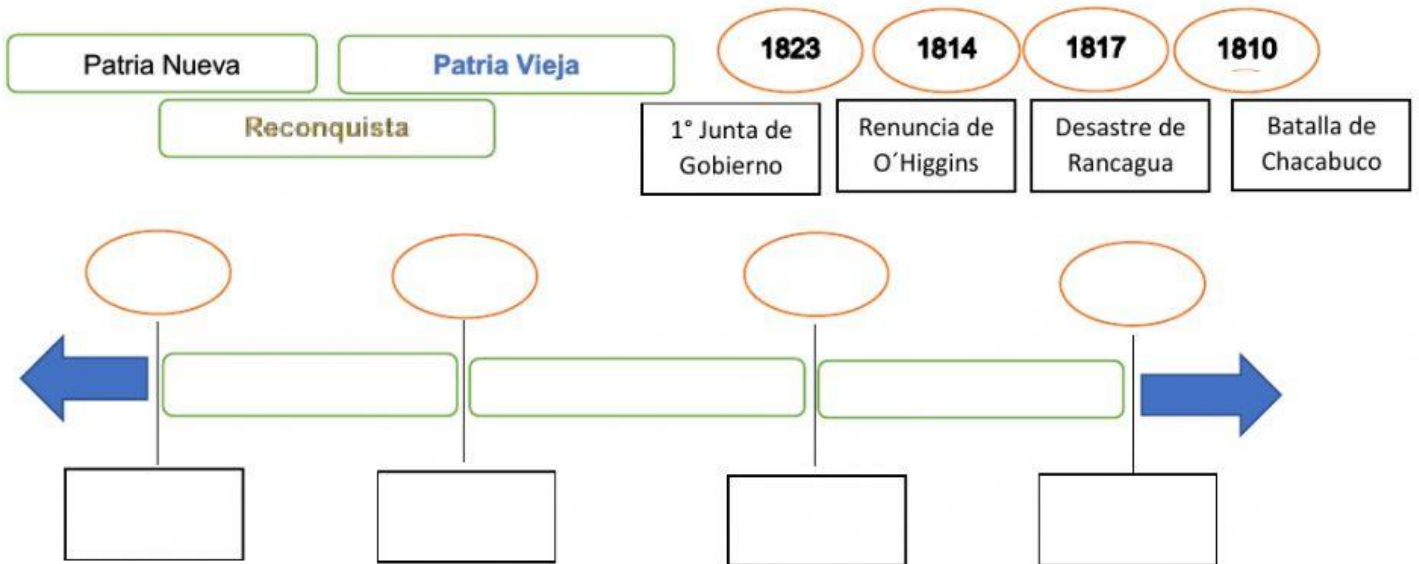 Patria Nueva
Patria Vieja
Reconquista
1823
1814
1817
1810
1° Junta de
Gobierno
Renuncia de
O´Higgins
Desastre de
Rancagua
Batalla de
Chacabuco